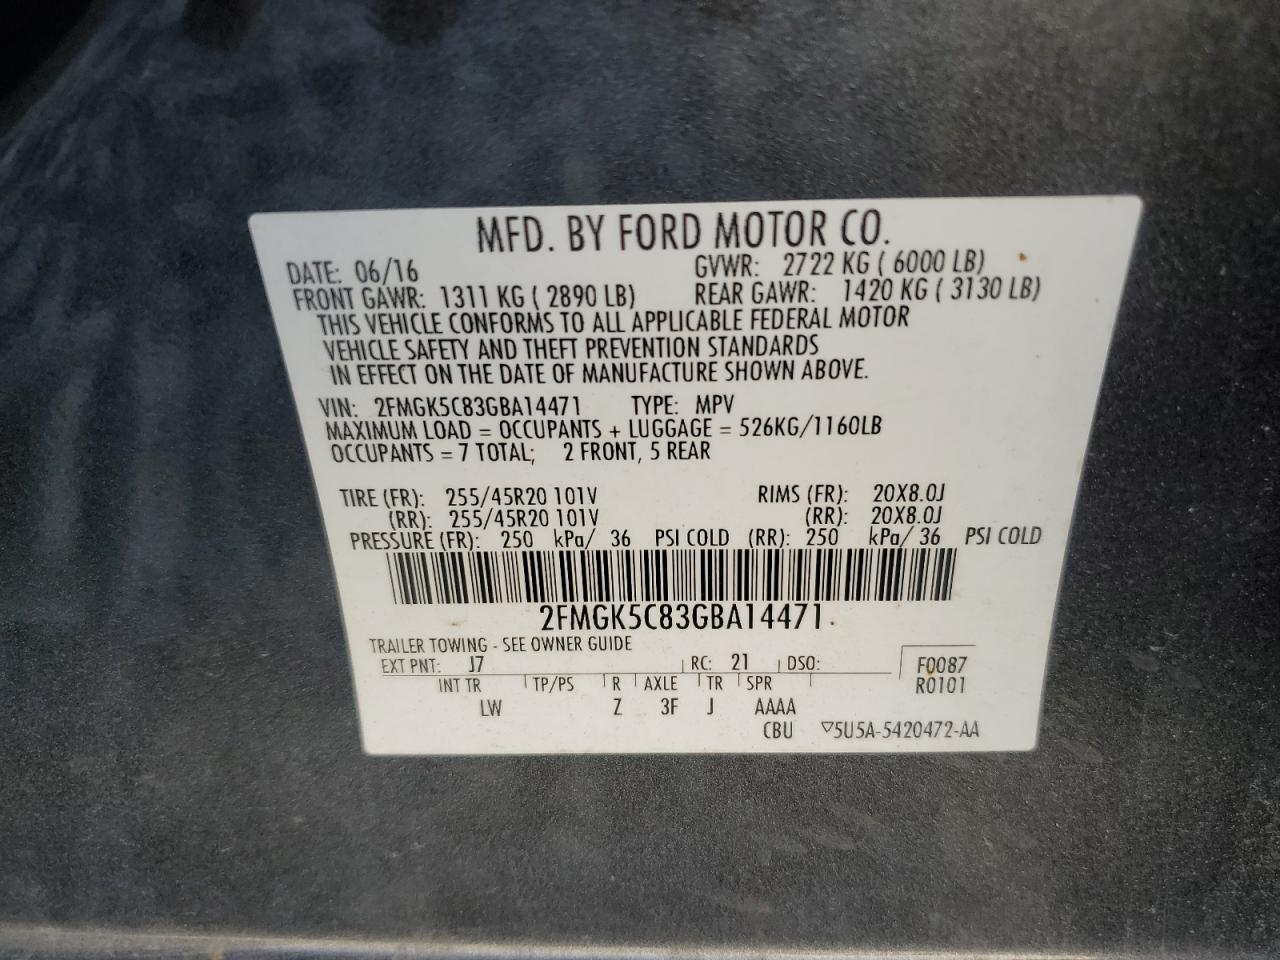 MFD. BY FORD MOTOR CO.
DATE: 06/16 GVWR: 2722 KG ( 6000 LB)
FRONT GAWR: 1311 KG ( 2890 LB) REAR GAWR: 1420 KG ( 3130 LB)
THIS VEHICLE CONFORMS TO ALL APPLICABLE FEDERAL MOTOR
VEHICLE SAFETY AND THEFT PREVENTION STANDARDS
IN EFFECT ON THE DATE OF MANUFACTURE SHOWN ABOVE.
VIN: 2FMGK5C83GBA14471 TYPE: MPV
MAXIMUM LOAD = OCCUPANTS + LUGGAGE = 526KG/1160LB
OCCUPANTS = 7 TOTAL; 2 FRONT, 5 REAR
TIRE (FR): 255/45R20 101V RIMS (FR): 20X8.0J
(RR): 255/45R20 101V (RR): 20X8.0J
PRESSURE (FR): 250 kPa/ 36 PSI COLD (RR): 250 kPa/ 36 PSI COLD
2FMGK5C83GBA14471
TRAILER TOWING - SEE OWNER GUIDE
EXT PNT: J7 RC: 21 DSO: F0087
INT TR TP/PS R AXLE TR SPR R0101
LW Z 3F J AAAA
CBU ▽5U5A-5420472-AA